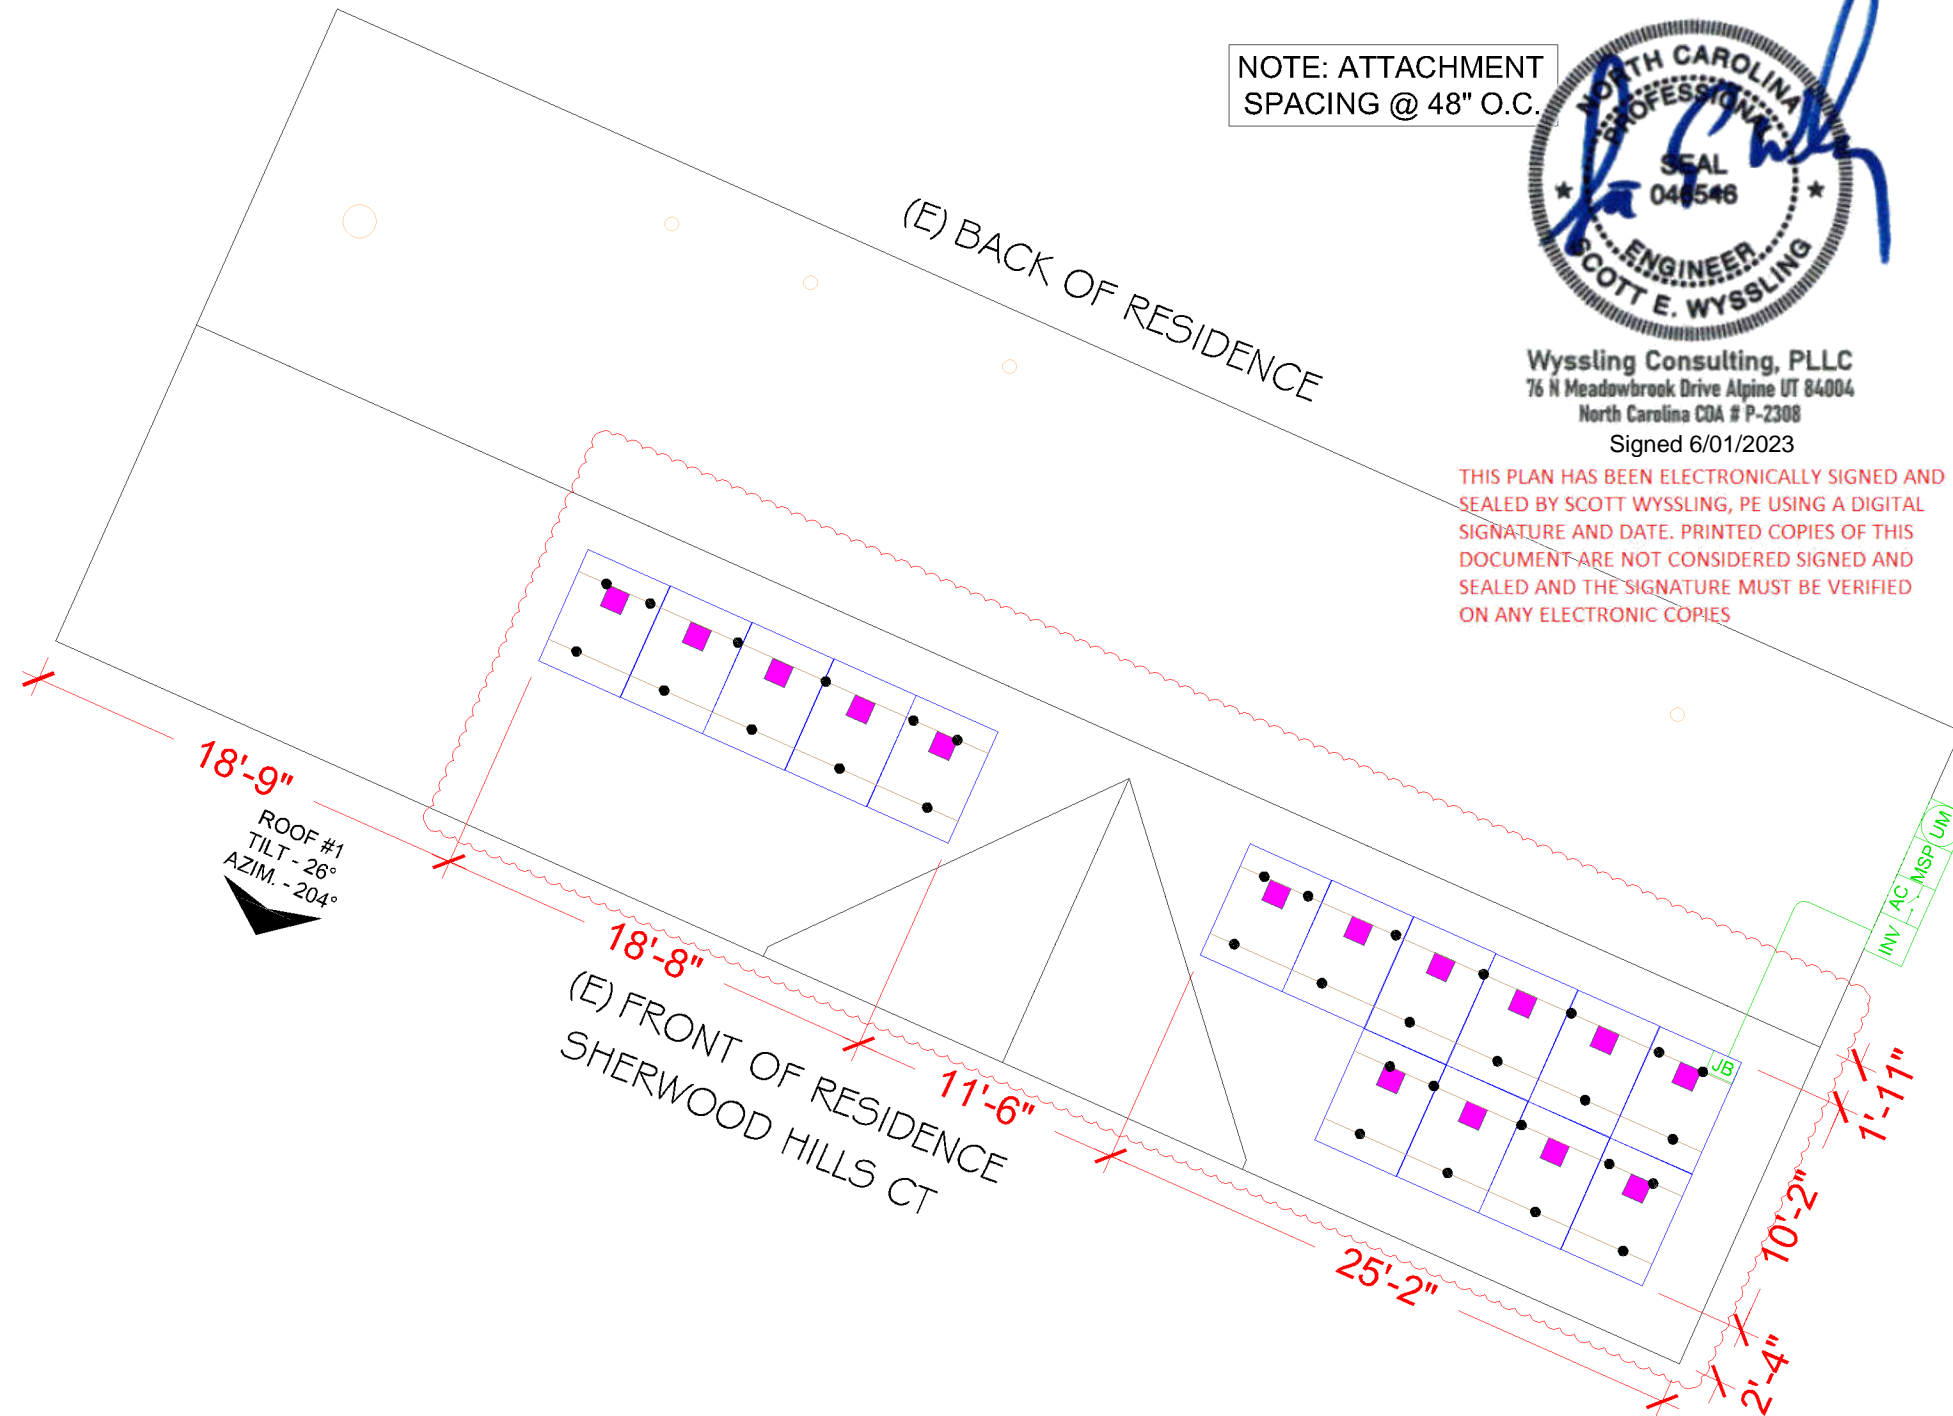 NOTE: ATTACHMENT
SPACING @ 48" O.C.
NORTH CAROLINA
PROFESSIONAL
SEAL
046546
ENGINEER
SCOTT E. WYSSLING
Wyssling Consulting, PLLC
76 N Meadowbrook Drive Alpine UT 84004
North Carolina COA # P-2308
Signed 6/01/2023
THIS PLAN HAS BEEN ELECTRONICALLY SIGNED AND
SEALED BY SCOTT WYSSLING, PE USING A DIGITAL
SIGNATURE AND DATE. PRINTED COPIES OF THIS
DOCUMENT ARE NOT CONSIDERED SIGNED AND
SEALED AND THE SIGNATURE MUST BE VERIFIED
ON ANY ELECTRONIC COPIES
(E) BACK OF RESIDENCE
18'-9"
ROOF #1
TILT - 26°
AZIM. - 204°
18'-8"
(E) FRONT OF RESIDENCE
SHERWOOD HILLS CT
11'-6"
25'-2"
UM
MSP
AC
INV
JB
1'-11"
10'-2"
2'-4"